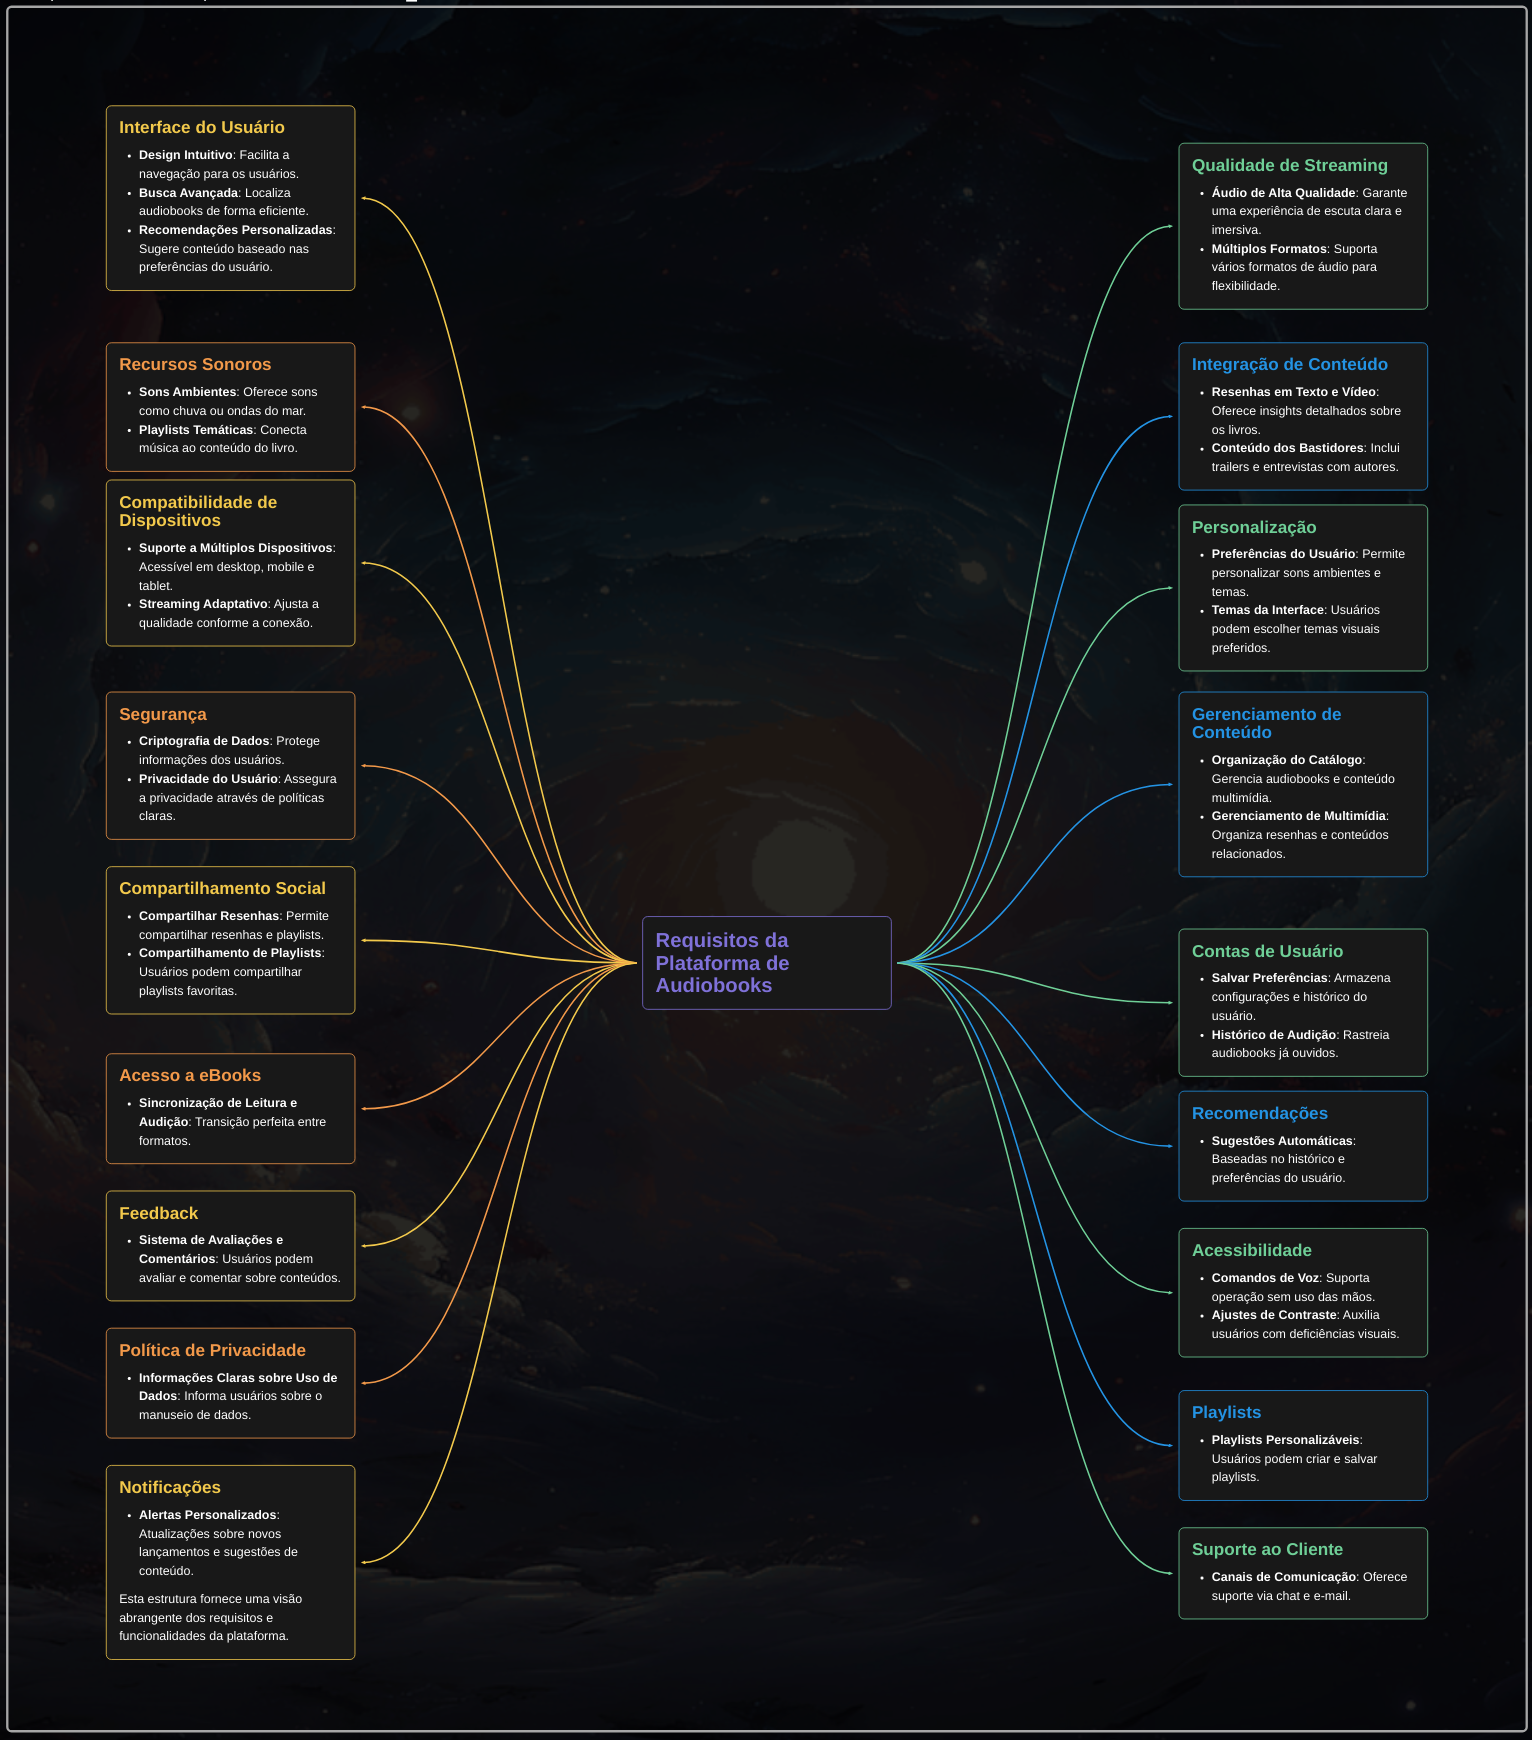 Interface do Usuário
• Design Intuitivo: Facilita a
navegação para os usuários.
• Busca Avançada: Localiza
audiobooks de forma eficiente.
• Recomendações Personalizadas:
Sugere conteúdo baseado nas
preferências do usuário.
Recursos Sonoros
• Sons Ambientes: Oferece sons
como chuva ou ondas do mar.
• Playlists Temáticas: Conecta
música ao conteúdo do livro.
Compatibilidade de
Dispositivos
• Suporte a Múltiplos Dispositivos:
Acessível em desktop, mobile e
tablet.
• Streaming Adaptativo: Ajusta a
qualidade conforme a conexão.
Segurança
• Criptografia de Dados: Protege
informações dos usuários.
• Privacidade do Usuário: Assegura
a privacidade através de políticas
claras.
Compartilhamento Social
• Compartilhar Resenhas: Permite
compartilhar resenhas e playlists.
• Compartilhamento de Playlists:
Usuários podem compartilhar
playlists favoritas.
Acesso a eBooks
• Sincronização de Leitura e
Audição: Transição perfeita entre
formatos.
Feedback
• Sistema de Avaliações e
Comentários: Usuários podem
avaliar e comentar sobre conteúdos.
Política de Privacidade
• Informações Claras sobre Uso de
Dados: Informa usuários sobre o
manuseio de dados.
Notificações
• Alertas Personalizados:
Atualizações sobre novos
lançamentos e sugestões de
conteúdo.
Esta estrutura fornece uma visão
abrangente dos requisitos e
funcionalidades da plataforma.
Requisitos da
Plataforma de
Audiobooks
Qualidade de Streaming
• Áudio de Alta Qualidade: Garante
uma experiência de escuta clara e
imersiva.
• Múltiplos Formatos: Suporta
vários formatos de áudio para
flexibilidade.
Integração de Conteúdo
• Resenhas em Texto e Vídeo:
Oferece insights detalhados sobre
os livros.
• Conteúdo dos Bastidores: Inclui
trailers e entrevistas com autores.
Personalização
• Preferências do Usuário: Permite
personalizar sons ambientes e
temas.
• Temas da Interface: Usuários
podem escolher temas visuais
preferidos.
Gerenciamento de
Conteúdo
• Organização do Catálogo:
Gerencia audiobooks e conteúdo
multimídia.
• Gerenciamento de Multimídia:
Organiza resenhas e conteúdos
relacionados.
Contas de Usuário
• Salvar Preferências: Armazena
configurações e histórico do
usuário.
• Histórico de Audição: Rastreia
audiobooks já ouvidos.
Recomendações
• Sugestões Automáticas:
Baseadas no histórico e
preferências do usuário.
Acessibilidade
• Comandos de Voz: Suporta
operação sem uso das mãos.
• Ajustes de Contraste: Auxilia
usuários com deficiências visuais.
Playlists
• Playlists Personalizáveis:
Usuários podem criar e salvar
playlists.
Suporte ao Cliente
• Canais de Comunicação: Oferece
suporte via chat e e-mail.